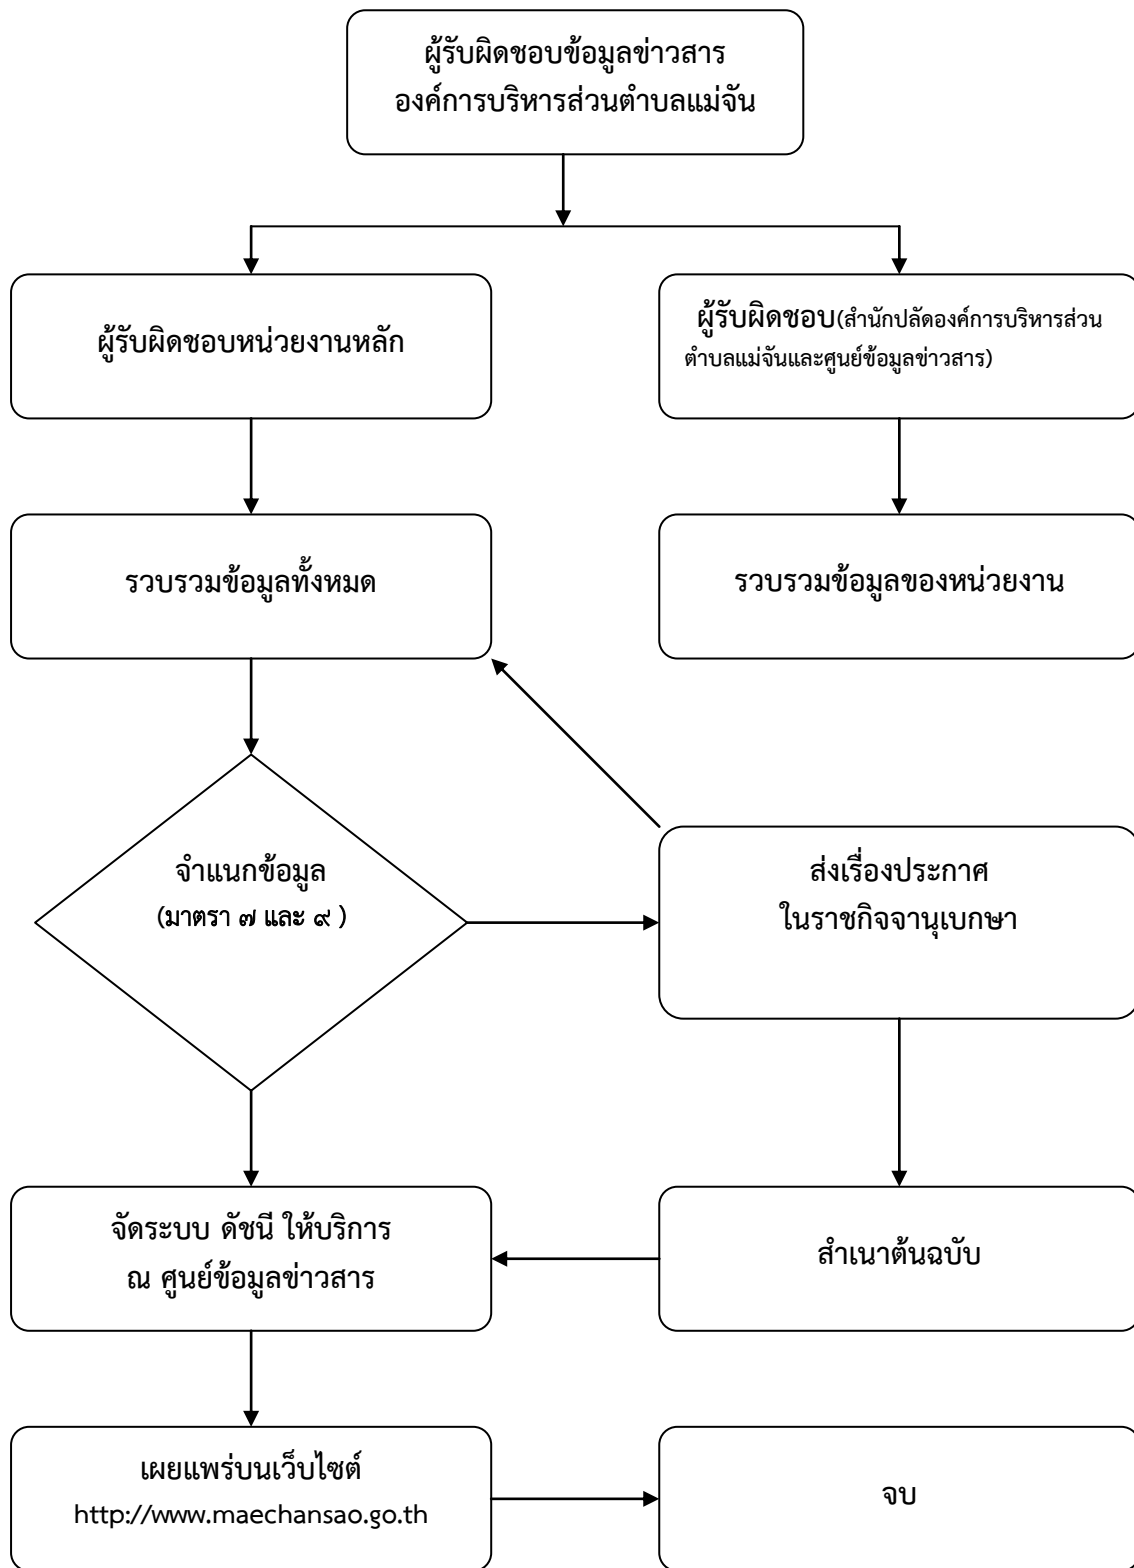 ผู้รับผิดชอบข้อมูลข่าวสาร
องค์การบริหารส่วนตำบลแม่จัน
ผู้รับผิดชอบหน่วยงานหลัก
ผู้รับผิดชอบ(สำนักปลัดองค์การบริหารส่วน
ตำบลแม่จันและศูนย์ข้อมูลข่าวสาร)
รวบรวมข้อมูลทั้งหมด
รวบรวมข้อมูลของหน่วยงาน
จำแนกข้อมูล
(มาตรา ๗ และ ๙ )
ส่งเรื่องประกาศ
ในราชกิจจานุเบกษา
จัดระบบ ดัชนี ให้บริการ
ณ ศูนย์ข้อมูลข่าวสาร
สำเนาต้นฉบับ
เผยแพร่บนเว็บไซต์
http://www.maechansao.go.th
จบ